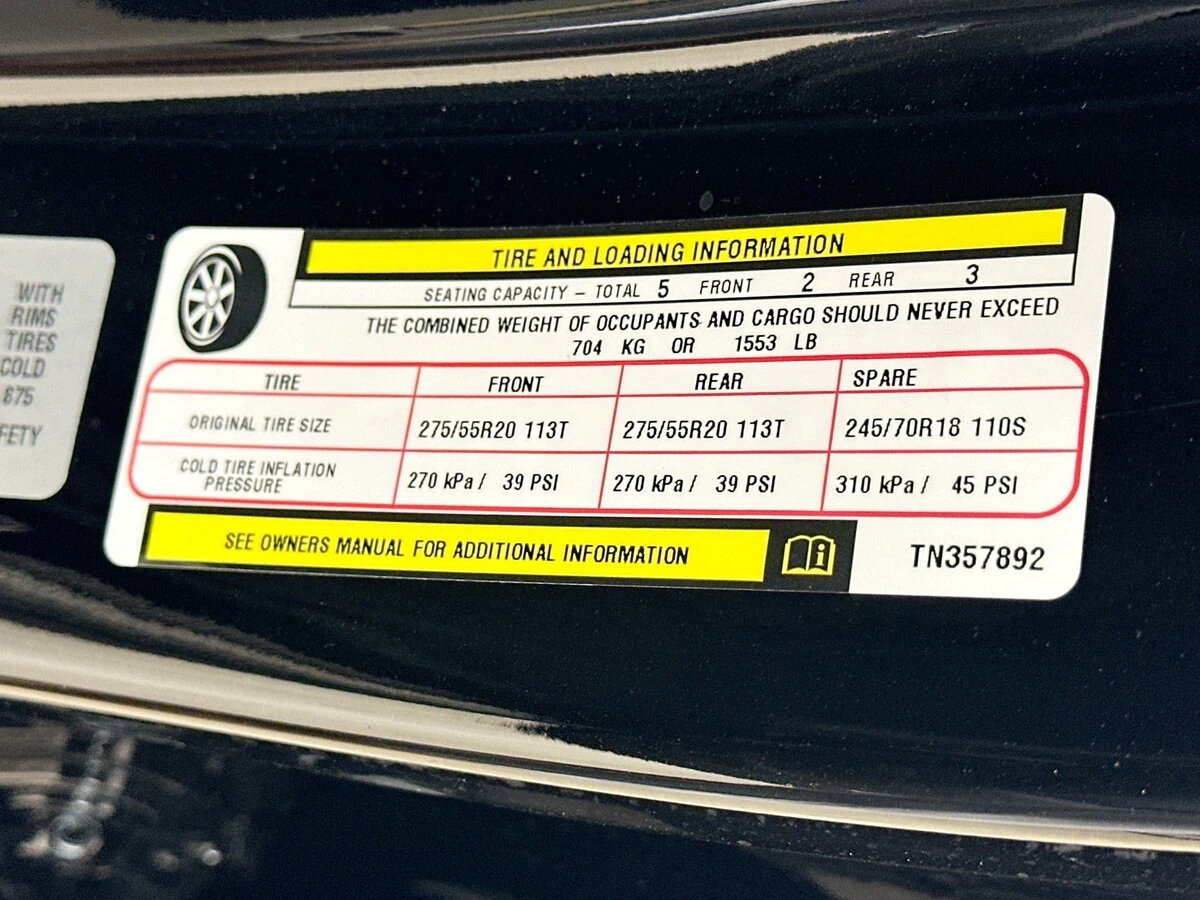 WITH
RIMS
TIRES
COLD
875
FETY
TIRE AND LOADING INFORMATION
SEATING CAPACITY – TOTAL 5 FRONT 2 REAR 3
THE COMBINED WEIGHT OF OCCUPANTS AND CARGO SHOULD NEVER EXCEED
704 KG OR 1553 LB
TIRE FRONT REAR SPARE
ORIGINAL TIRE SIZE 275/55R20 113T 275/55R20 113T 245/70R18 110S
COLD TIRE INFLATION
PRESSURE 270 kPa / 39 PSI 270 kPa / 39 PSI 310 kPa / 45 PSI
SEE OWNERS MANUAL FOR ADDITIONAL INFORMATION
TN357892